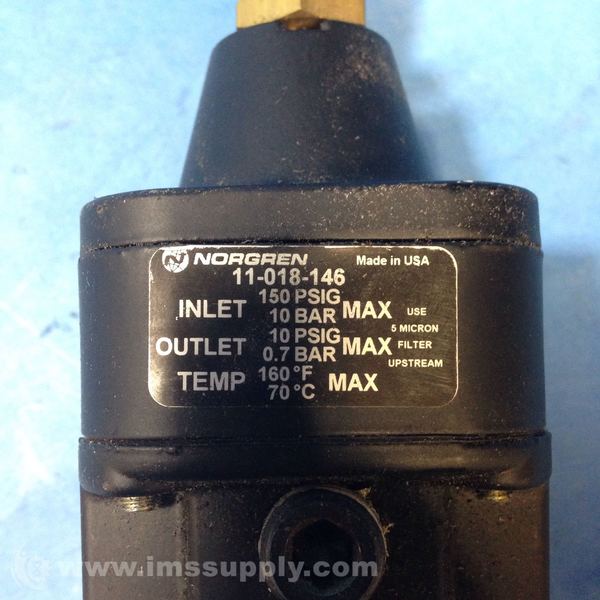 NORGREN Made in USA
11-018-146
INLET 150 PSIG 10 BAR MAX
OUTLET 10 PSIG 0.7 BAR MAX
TEMP 160 °F 70 °C MAX
USE
5 MICRON
FILTER
UPSTREAM
www.imssupply.com